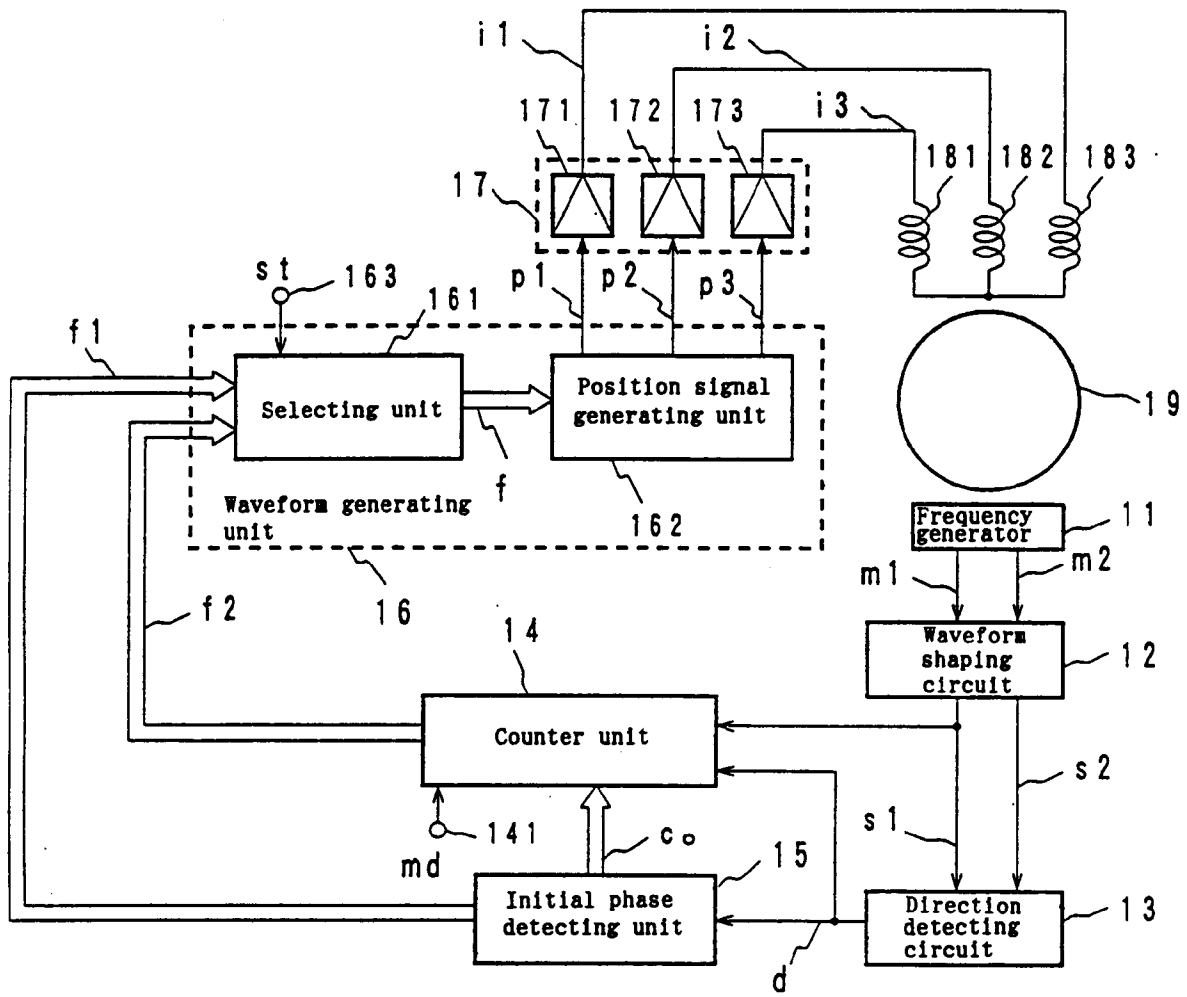 i1
i2
i3
171
172
173
181
182
183
17
p1
p2
p3
st
163
161
f1
Selecting unit
Position signal
generating unit
f
162
Waveform generating
unit
16
19
Frequency
generator
11
m1
m2
f2
14
Waveform
shaping
circuit
12
Counter unit
s2
s1
141
md
co
15
Initial phase
detecting unit
d
Direction
detecting
circuit
13